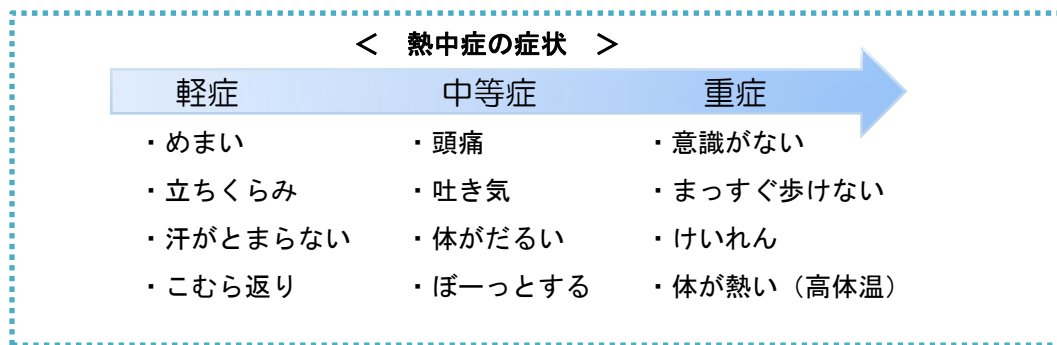 ＜　熱中症の症状　＞
軽症　中等症　重症
・めまい　・頭痛　・意識がない
・立ちくらみ　・吐き気　・まっすぐ歩けない
・汗がとまらない　・体がだるい　・けいれん
・こむら返り　・ぼーっとする　・体が熱い（高体温）